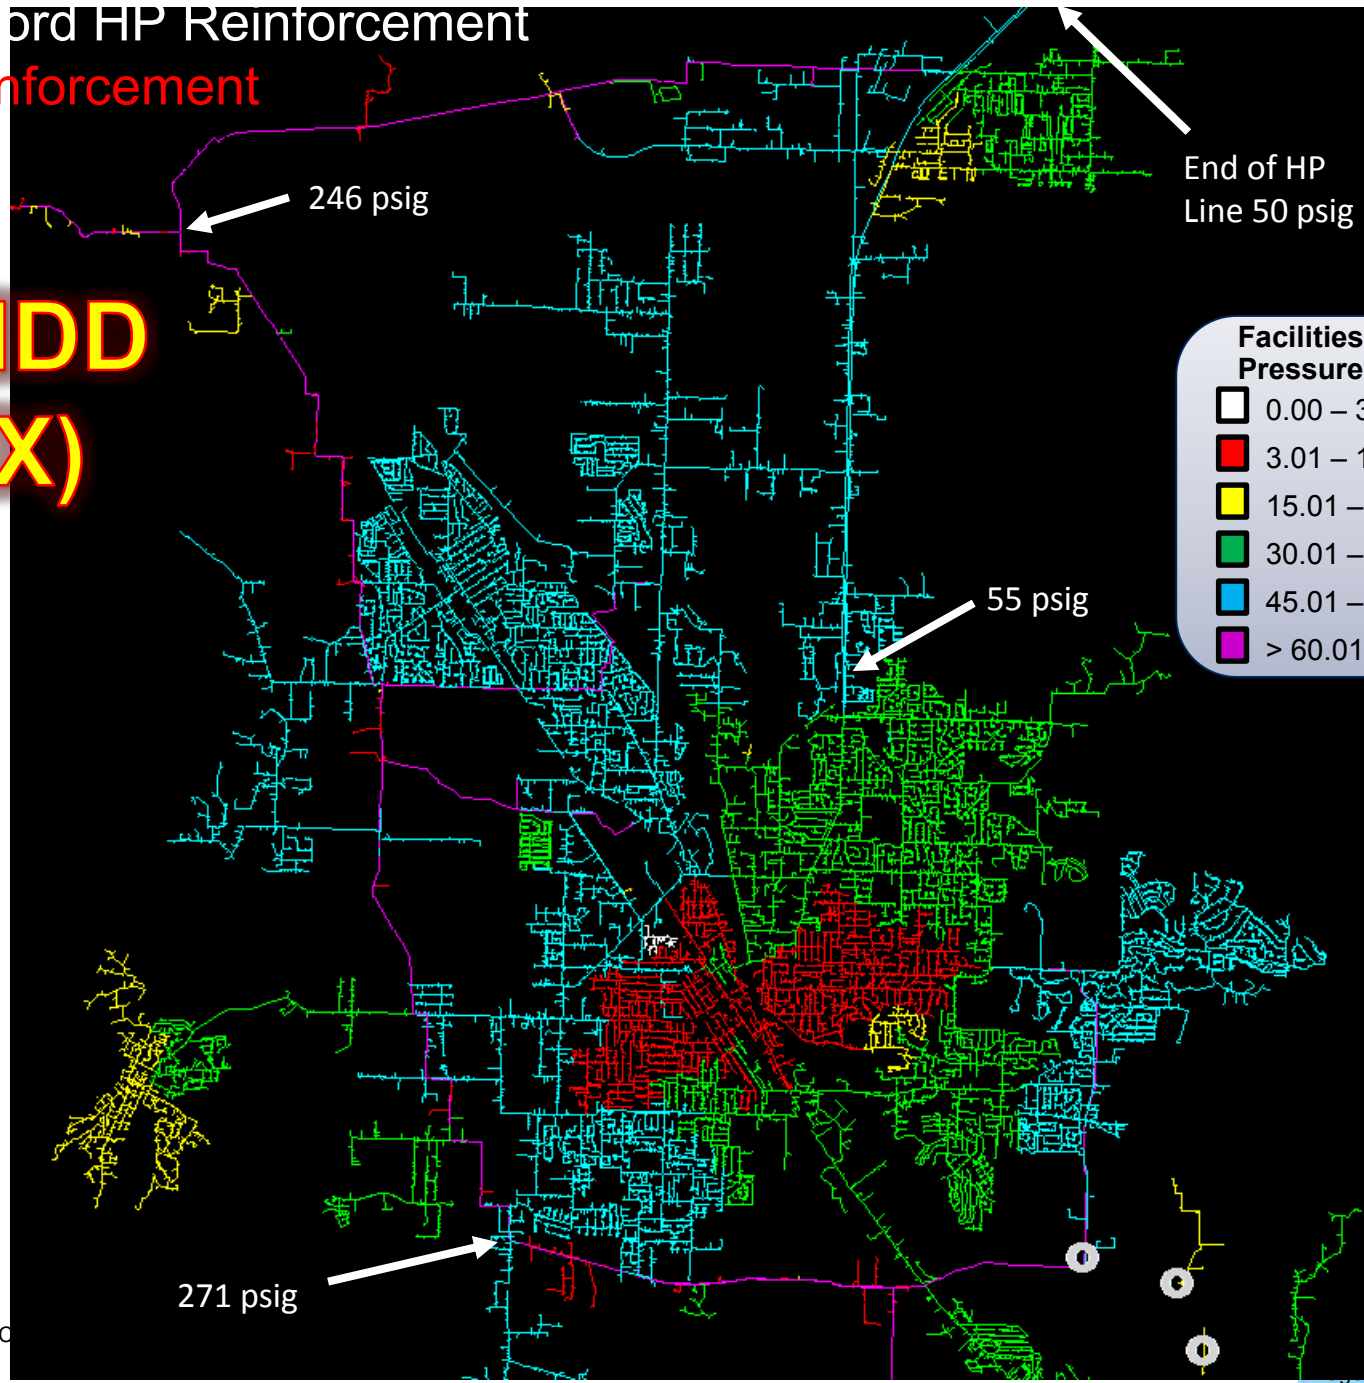 ord HP Reinforcement
nforcement
246 psig
End of HP
Line 50 psig
DD
X)
Facilities
Pressure
0.00 – 3
3.01 – 1
15.01 –
30.01 –
45.01 –
> 60.01
55 psig
271 psig